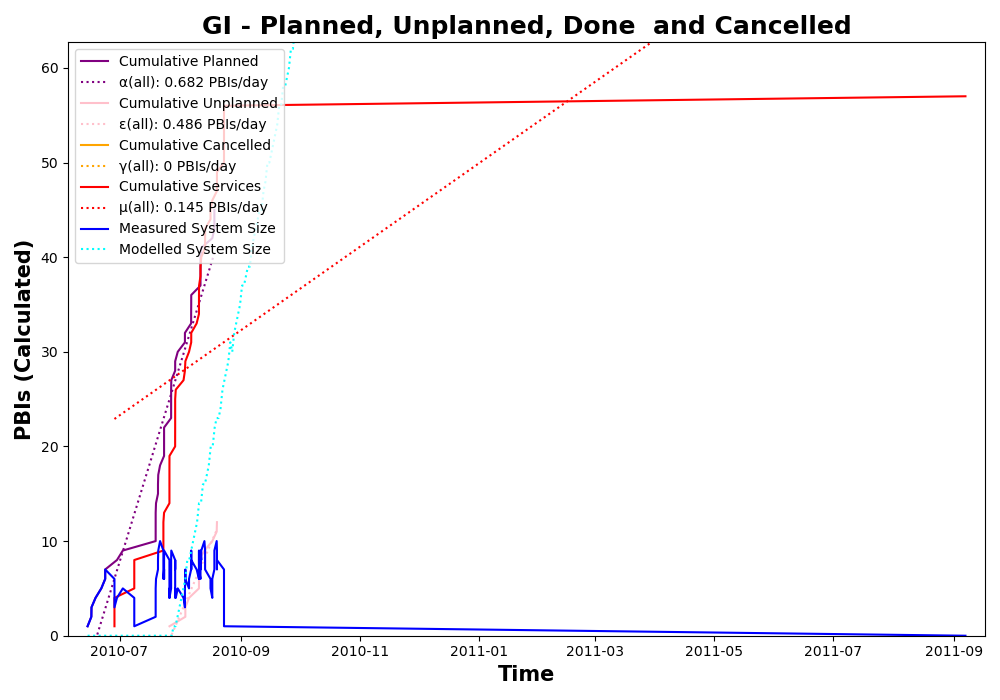 GI - Planned, Unplanned, Done  and Cancelled
PBIs (Calculated)
60
50
40
30
20
10
0
Cumulative Planned
α(all): 0.682 PBIs/day
Cumulative Unplanned
ε(all): 0.486 PBIs/day
Cumulative Cancelled
γ(all): 0 PBIs/day
Cumulative Services
μ(all): 0.145 PBIs/day
Measured System Size
Modelled System Size
2010-07 2010-09 2010-11 2011-01 2011-03 2011-05 2011-07 2011-09
Time